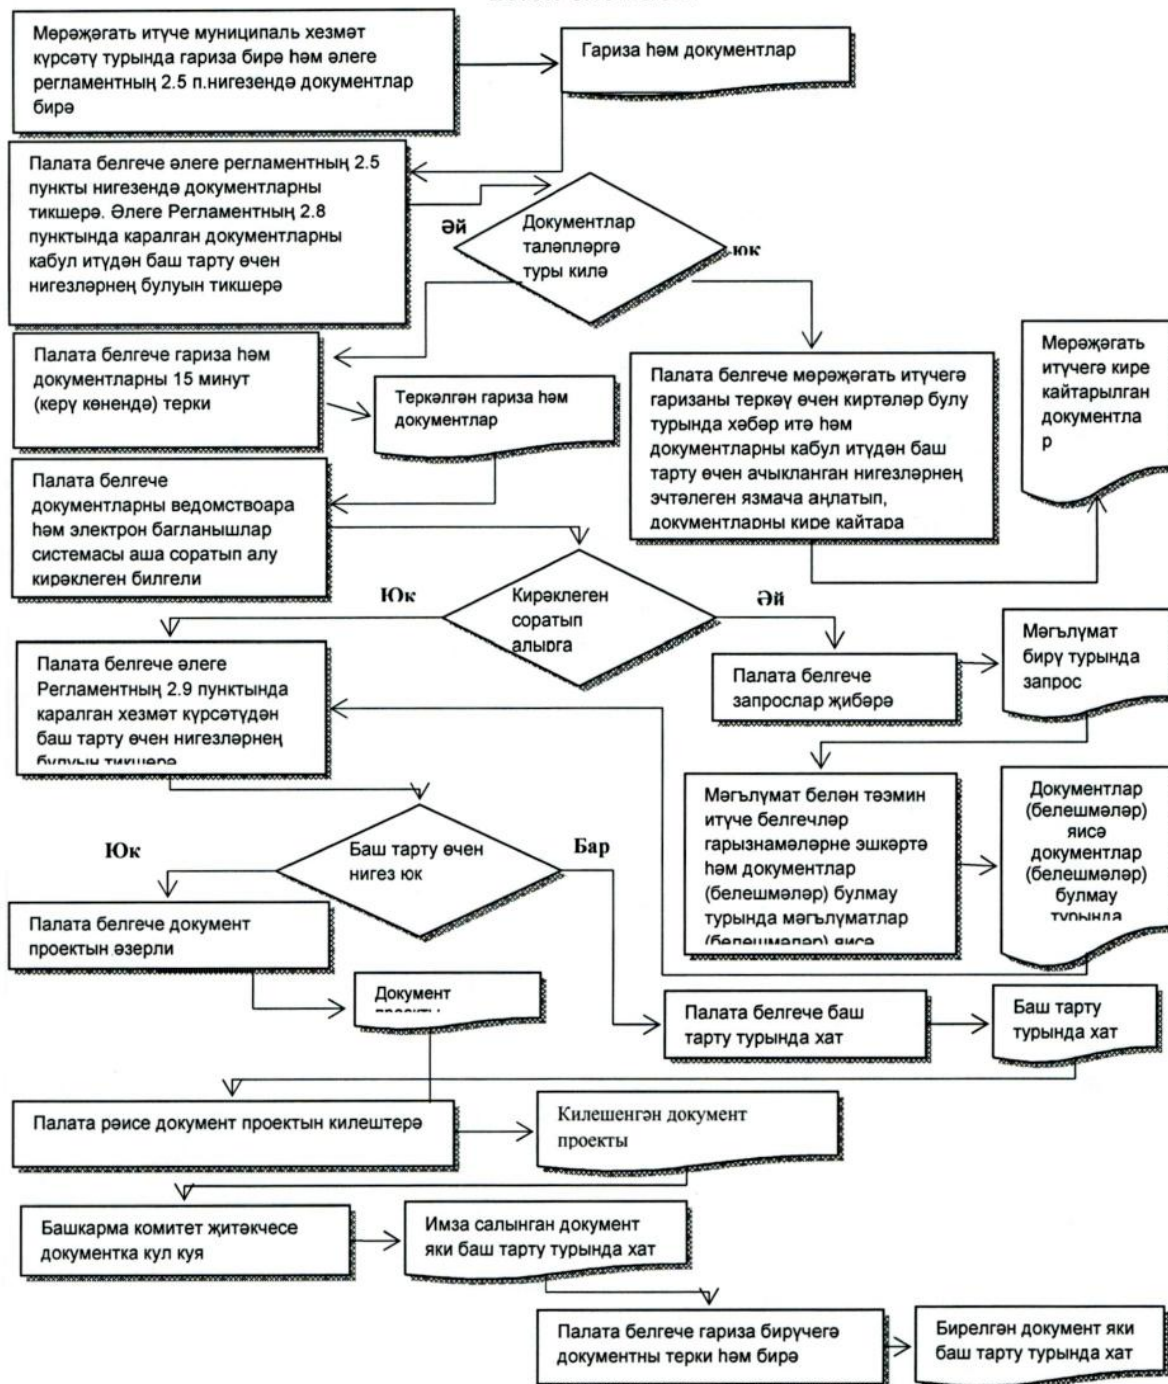 Мөрәҗәгать итүче муниципаль хезмәт
күрсәтү турында гариза бирә һәм әлеге
регламентның 2.5 п.нигезендә документлар
бирә
Гариза һәм документлар
Палата белгече әлеге регламентның 2.5
пункты нигезендә документларны
тикшерә. Әлеге Регламентның 2.8
пунктында каралган документларны
кабул итүдән баш тарту өчен
нигезләрнең булуын тикшерә
Әй
Документлар
таләпләргә
туры килә
юк
Палата белгече гариза һәм
документларны 15 минут
(керү көнендә) терки
Теркәлгән гариза һәм
документлар
Палата белгече мөрәҗәгать итүчегә
гаризаны теркәү өчен киртәләр булу
турында хәбәр итә һәм
документларны кабул итүдән баш
тарту өчен ачыкланган нигезләрнең
эчтәлеген язмача аңлатып,
документларны кире кайтара
Мөрәҗәгать
итүчегә кире
кайтарылган
документла
р
Палата белгече
документларны ведомствоара
һәм электрон багланышлар
системасы аша соратып алу
кирәклеген билгели
Юк
Кирәклеген
соратып
алырга
Әй
Палата белгече әлеге
Регламентның 2.9 пунктында
каралган хезмәт күрсәтүдән
баш тарту өчен нигезләрнең
булуын тикшерә
Палата белгече
запрослар җибәрә
Мәгълүмат
бирү турында
запрос
Мәгълүмат белән тәэмин
итүче белгечләр
гарызнамәләрне эшкәртә
һәм документлар
(белешмәләр) булмау
турында мәгълүматлар
(белешмәләр) яисә
Документлар
(белешмәләр)
яисә
документлар
(белешмәләр)
булмау
турында
Юк
Баш тарту өчен
нигез юк
Бар
Палата белгече документ
проектын әзерли
Документ
проекты
Палата белгече баш
тарту турында хат
Баш тарту
турында хат
Палата рәисе документ проектын килештерә
Килешенгән документ
проекты
Башкарма комитет җитәкчесе
документка кул куя
Имза салынган документ
яки баш тарту турында хат
Палата белгече гариза бирүчегә
документны терки һәм бирә
Бирелгән документ яки
баш тарту турында хат